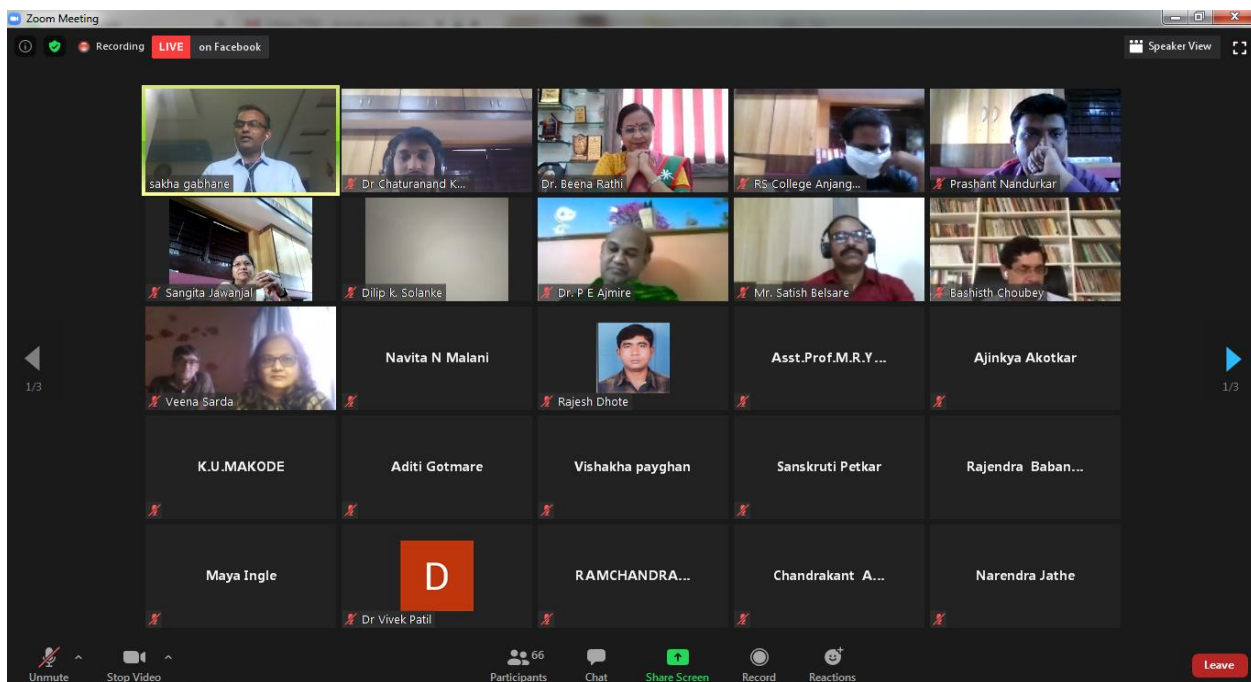 Zoom Meeting
Recording LIVE on Facebook
Speaker View
sakha gabhane
Dr Chaturanand K...
Dr. Beena Rathi
RS College Anjang...
Prashant Nandurkar
Sangita Jawanjal
Dilip k. Solanke
Dr. P E Ajmire
Mr. Satish Belsare
Bashisth Choubey
Veena Sarda
Navita N Malani
Rajesh Dhote
Asst.Prof.M.R.Y...
Ajinkya Akotkar
1/3
1/3
K.U.MAKODE
Aditi Gotmare
Vishakha payghan
Sanskruti Petkar
Rajendra Baban...
Maya Ingle
D
Dr Vivek Patil
RAMCHANDRA...
Chandrakant A...
Narendra Jathe
Unmute
Stop Video
66
Participants
Chat
Share Screen
Record
Reactions
Leave